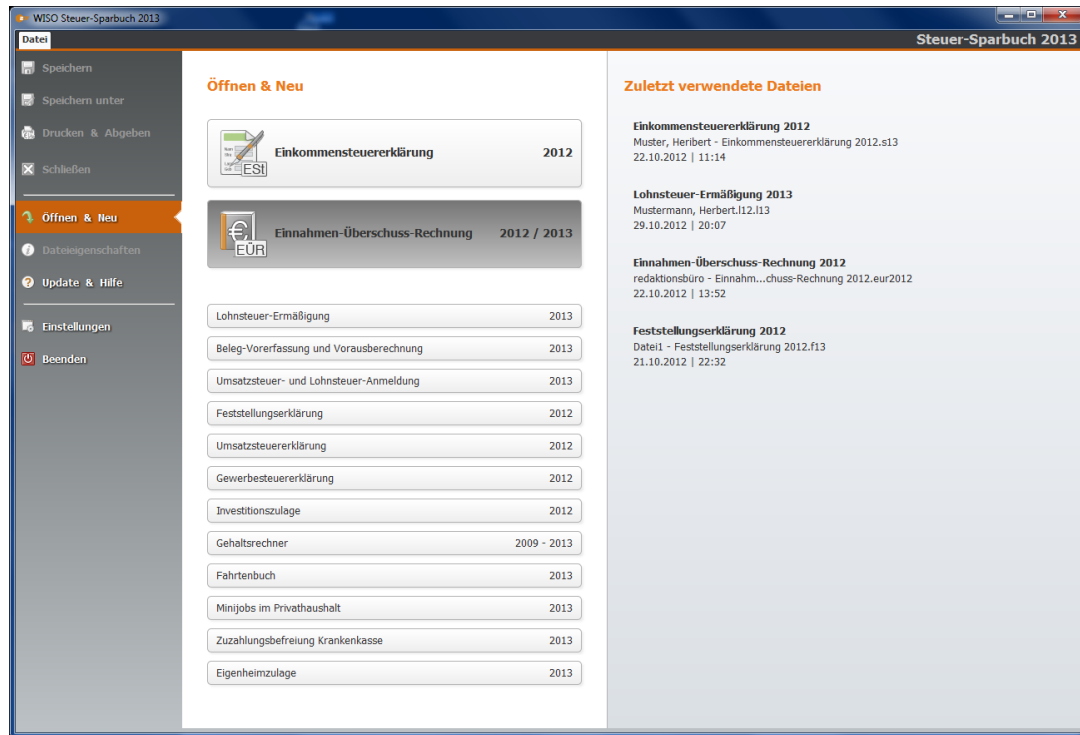 WISO Steuer-Sparbuch 2013
Datei
Steuer-Sparbuch 2013
Speichern
Speichern unter
Drucken & Abgeben
Schließen
Öffnen & Neu
Dateieigenschaften
Update & Hilfe
Einstellungen
Beenden
Öffnen & Neu
ESt
Einkommensteuererklärung 2012
EÜR
Einnahmen-Überschuss-Rechnung 2012 / 2013
Lohnsteuer-Ermäßigung 2013
Beleg-Vorerfassung und Vorausberechnung 2013
Umsatzsteuer- und Lohnsteuer-Anmeldung 2013
Feststellungserklärung 2012
Umsatzsteuererklärung 2012
Gewerbesteuererklärung 2012
Investitionszulage 2012
Gehaltsrechner 2009 - 2013
Fahrtenbuch 2013
Minijobs im Privathaushalt 2013
Zuzahlungsbefreiung Krankenkasse 2013
Eigenheimzulage 2013
Zuletzt verwendete Dateien
Einkommensteuererklärung 2012
Muster, Heribert - Einkommensteuererklärung 2012.s13
22.10.2012 | 11:14
Lohnsteuer-Ermäßigung 2013
Mustermann, Herbert.l12.l13
29.10.2012 | 20:07
Einnahmen-Überschuss-Rechnung 2012
redaktionsbüro - Einnahm...chuss-Rechnung 2012.eur2012
22.10.2012 | 13:52
Feststellungserklärung 2012
Datei1 - Feststellungserklärung 2012.f13
21.10.2012 | 22:32